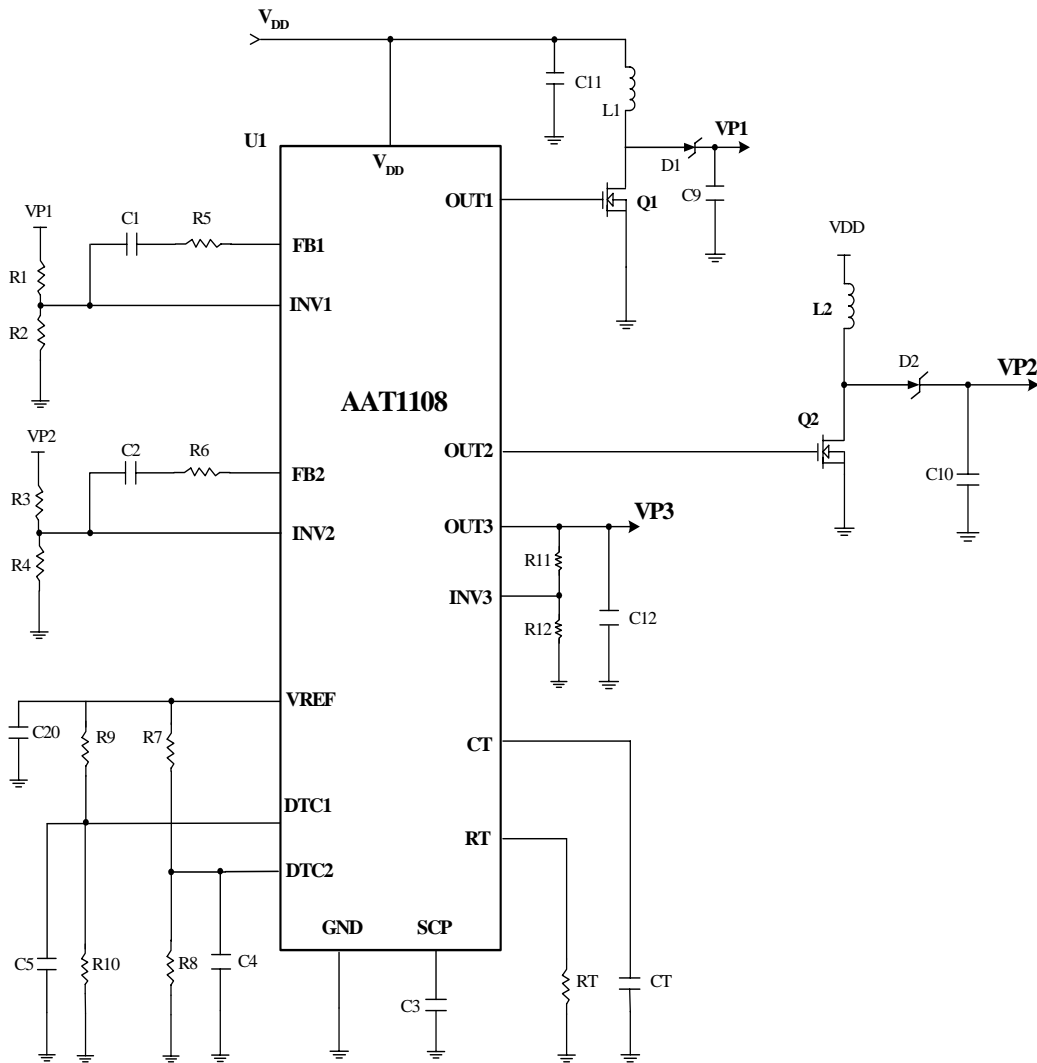 V_DD
C11
L1
U1
VP1
V_DD
D1
OUT1
Q1
C9
VP1
C1
R5
FB1
VDD
R1
INV1
L2
R2
D2
VP2
AAT1108
Q2
VP2
C2
R6
OUT2
FB2
C10
R3
VP3
OUT3
INV2
R4
R11
INV3
R12
C12
VREF
C20
R9
R7
CT
DTC1
RT
DTC2
GND
SCP
C5
R10
R8
C4
RT
CT
C3